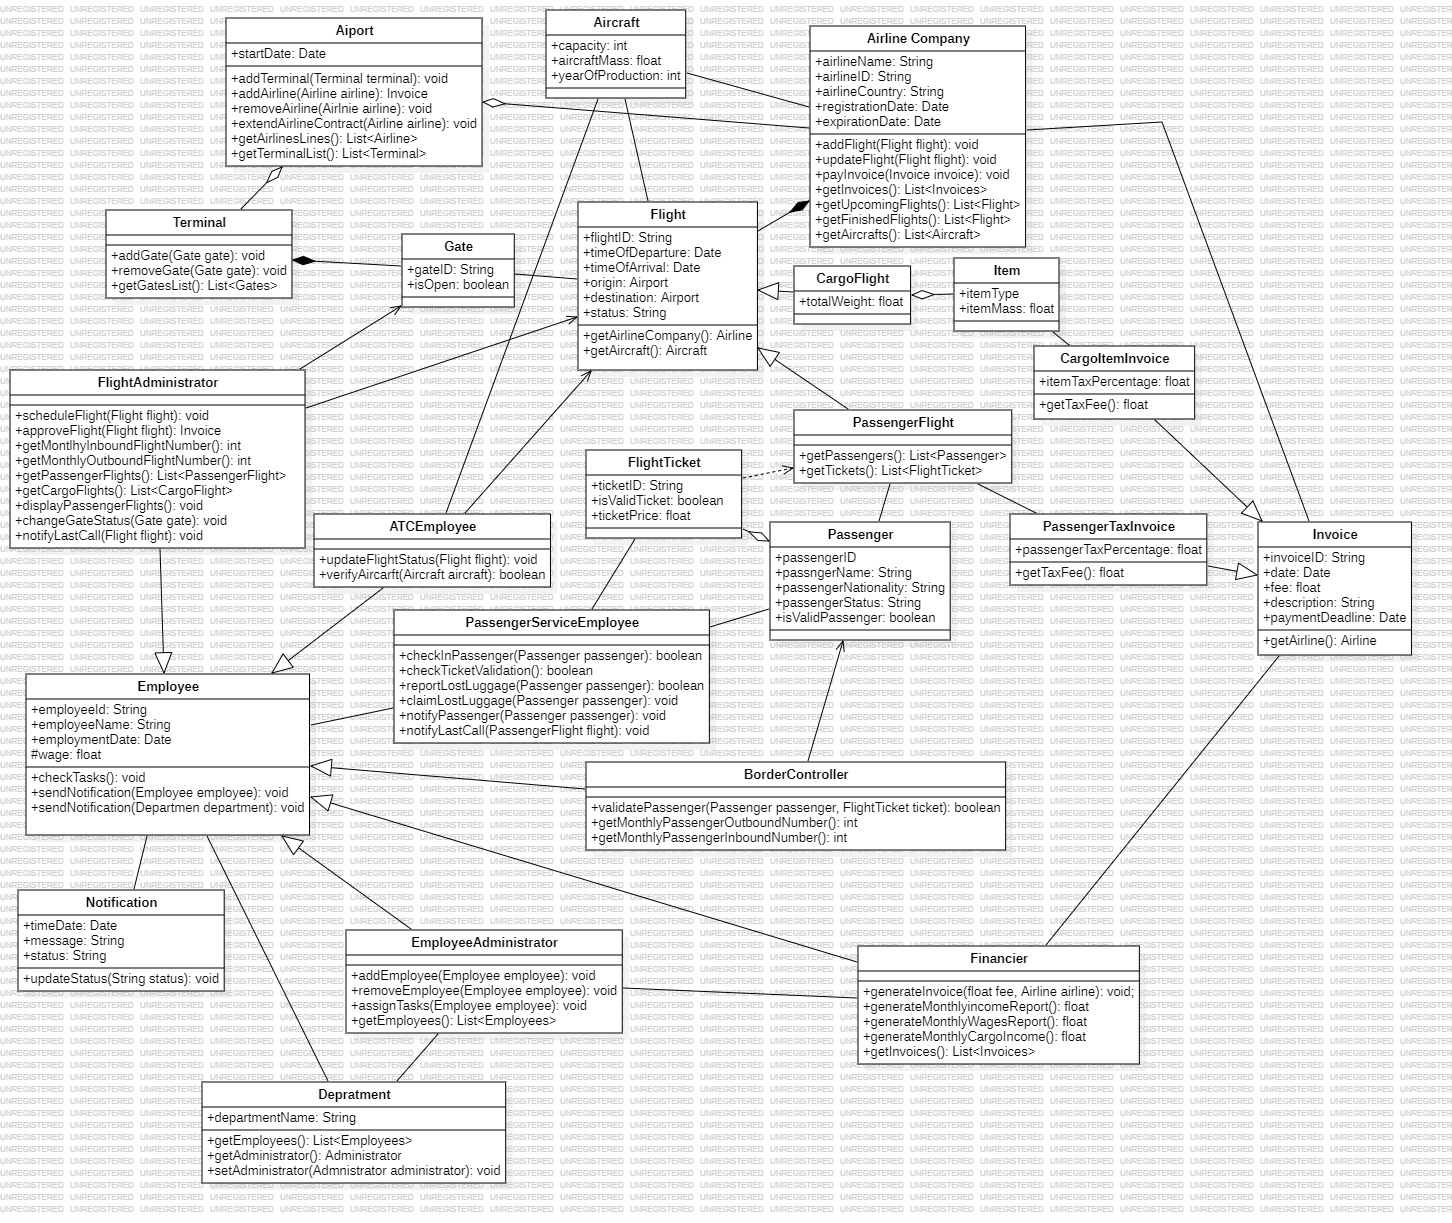 Aiport
+startDate: Date
+addTerminal(Terminal terminal): void
+addAirline(Airline airline): Invoice
+removeAirline(Airlnie airline): void
+extendAirlineContract(Airline airline): void
+getAirlinesLines(): List<Airline>
+getTerminalList(): List<Terminal>
Aircraft
+capacity: int
+aircraftMass: float
+yearOfProduction: int
Airline Company
+airlineName: String
+airlineID: String
+airlineCountry: String
+registrationDate: Date
+expirationDate: Date
+addFlight(Flight flight): void
+updateFlight(Flight flight): void
+payInvoice(Invoice invoice): void
+getInvoices(): List<Invoices>
+getUpcomingFlights(): List<Flight>
+getFinishedFlights(): List<Flight>
+getAircrafts(): List<Aircraft>
Terminal
+addGate(Gate gate): void
+removeGate(Gate gate): void
+getGatesList(): List<Gates>
Gate
+gateID: String
+isOpen: boolean
Flight
+flightID: String
+timeOfDeparture: Date
+timeOfArrival: Date
+origin: Airport
+destination: Airport
+status: String
+getAirlineCompany(): Airline
+getAircraft(): Aircraft
CargoFlight
+totalWeight: float
Item
+itemType
+itemMass: float
CargoItemInvoice
+itemTaxPercentage: float
+getTaxFee(): float
FlightAdministrator
+scheduleFlight(Flight flight): void
+approveFlight(Flight flight): Invoice
+getMontlhyInboundFlightNumber(): int
+getMonthlyOutboundFlightNumber(): int
+getPassengerFlights(): List<PassengerFlight>
+getCargoFlights(): List<CargoFlight>
+displayPassengerFlights(): void
+changeGateStatus(Gate gate): void
+notifyLastCall(Flight flight): void
PassengerFlight
+getPassengers(): List<Passenger>
+getTickets(): List<FlightTicket>
FlightTicket
+ticketID: String
+isValidTicket: boolean
+ticketPrice: float
ATCEmployee
+updateFlightStatus(Flight flight): void
+verifyAircarft(Aircraft aircraft): boolean
Passenger
+passengerID
+passngerName: String
+passengerNationality: String
+passengerStatus: String
+isValidPassenger: boolean
PassengerTaxInvoice
+passengerTaxPercentage: float
+getTaxFee(): float
Invoice
+invoiceID: String
+date: Date
+fee: float
+description: String
+paymentDeadline: Date
+getAirline(): Airline
PassengerServiceEmployee
+checkInPassenger(Passenger passenger): boolean
+checkTicketValidation(): boolean
+reportLostLuggage(Passenger passenger): boolean
+claimLostLuggage(Passenger passenger): void
+notifyPassenger(Passenger passenger): void
+notifyLastCall(PassengerFlight flight): void
Employee
+employeeId: String
+employeeName: String
+employmentDate: Date
#wage: float
+checkTasks(): void
+sendNotification(Employee employee): void
+sendNotification(Departmen department): void
BorderController
+validatePassenger(Passenger passenger, FlightTicket ticket): boolean
+getMonthlyPassengerOutboundNumber(): int
+getMonthlyPassengerInboundNumber(): int
Notification
+timeDate: Date
+message: String
+status: String
+updateStatus(String status): void
EmployeeAdministrator
+addEmployee(Employee employee): void
+removeEmployee(Employee employee): void
+assignTasks(Employee employee): void
+getEmployees(): List<Employees>
Financier
+generateInvoice(float fee, Airline airline): void;
+generateMonthlyincomeReport(): float
+generateMonthlyWagesReport(): float
+generateMonthlyCargoIncome(): float
+getInvoices(): List<Invoices>
Depratment
+departmentName: String
+getEmployees(): List<Employees>
+getAdministrator(): Administrator
+setAdministrator(Admnistrator administrator): void